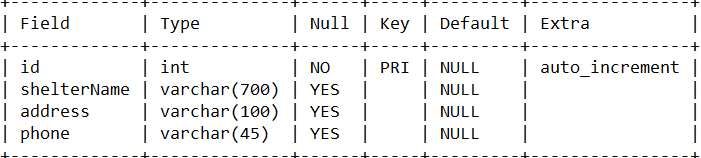 +-------------+--------------+------+-----+---------+----------------+
| Field       | Type         | Null | Key | Default | Extra          |
+-------------+--------------+------+-----+---------+----------------+
| id          | int          | NO   | PRI | NULL    | auto_increment |
| shelterName | varchar(700) | YES  |     | NULL    |                |
| address     | varchar(100) | YES  |     | NULL    |                |
| phone       | varchar(45)  | YES  |     | NULL    |                |
+-------------+--------------+------+-----+---------+----------------+